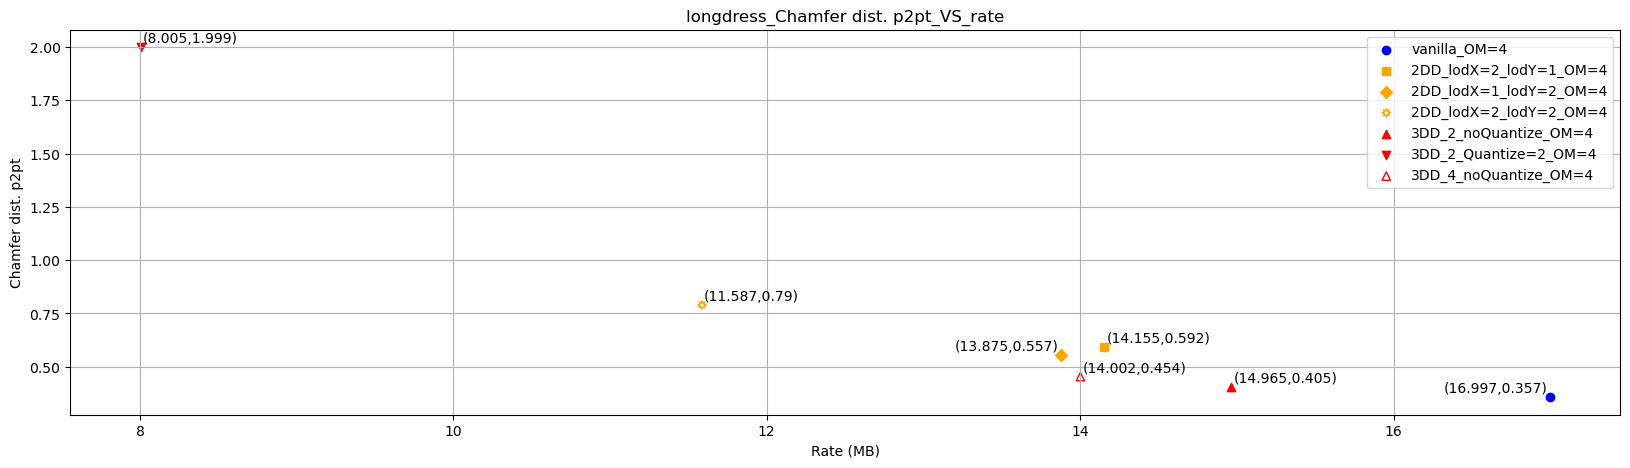 longdress_Chamfer dist. p2pt_VS_rate
2.00
1.75
1.50
1.25
1.00
0.75
0.50
Chamfer dist. p2pt
(8.005,1.999)
(11.587,0.79)
(13.875,0.557)
(14.155,0.592)
(14.002,0.454)
(14.965,0.405)
(16.997,0.357)
vanilla_OM=4
2DD_lodX=2_lodY=1_OM=4
2DD_lodX=1_lodY=2_OM=4
2DD_lodX=2_lodY=2_OM=4
3DD_2_noQuantize_OM=4
3DD_2_Quantize=2_OM=4
3DD_4_noQuantize_OM=4
8 10 12 14 16
Rate (MB)